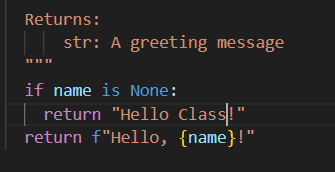 Returns:
str: A greeting message
"""
if name is None:
return "Hello Class!"
return f"Hello, {name}!"